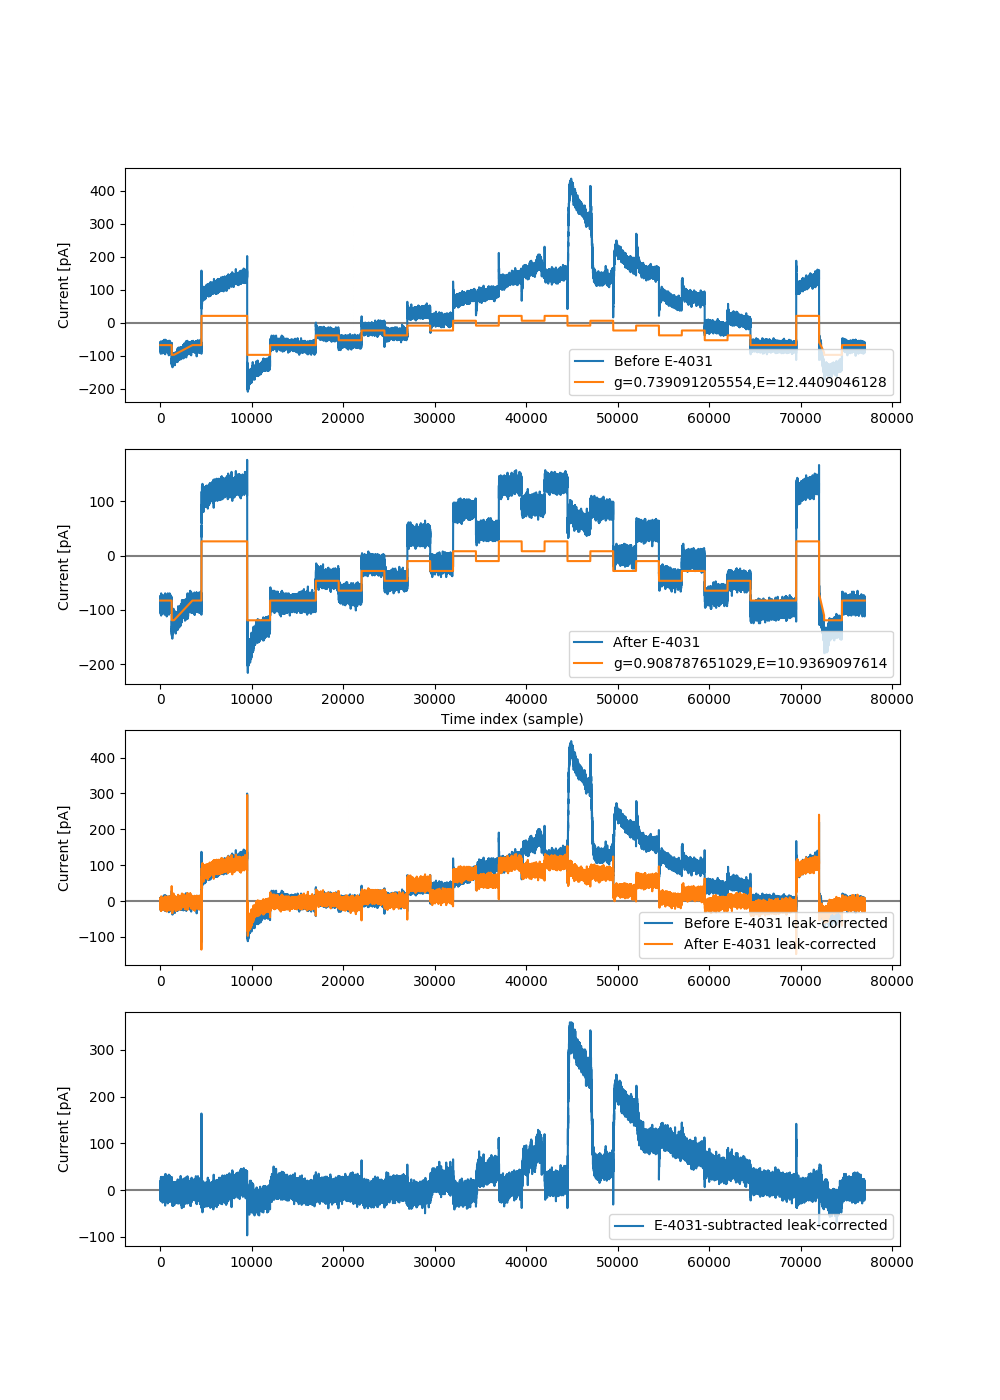 400
300
200
100
0
−100
−200
Current [pA]
Before E-4031
g=0.739091205554,E=12.4409046128
0 10000 20000 30000 40000 50000 60000 70000 80000
100
0
−100
−200
Current [pA]
After E-4031
g=0.908787651029,E=10.9369097614
0 10000 20000 30000 40000 50000 60000 70000 80000
Time index (sample)
400
300
200
100
0
−100
Current [pA]
Before E-4031 leak-corrected
After E-4031 leak-corrected
0 10000 20000 30000 40000 50000 60000 70000 80000
300
200
100
0
−100
Current [pA]
E-4031-subtracted leak-corrected
0 10000 20000 30000 40000 50000 60000 70000 80000